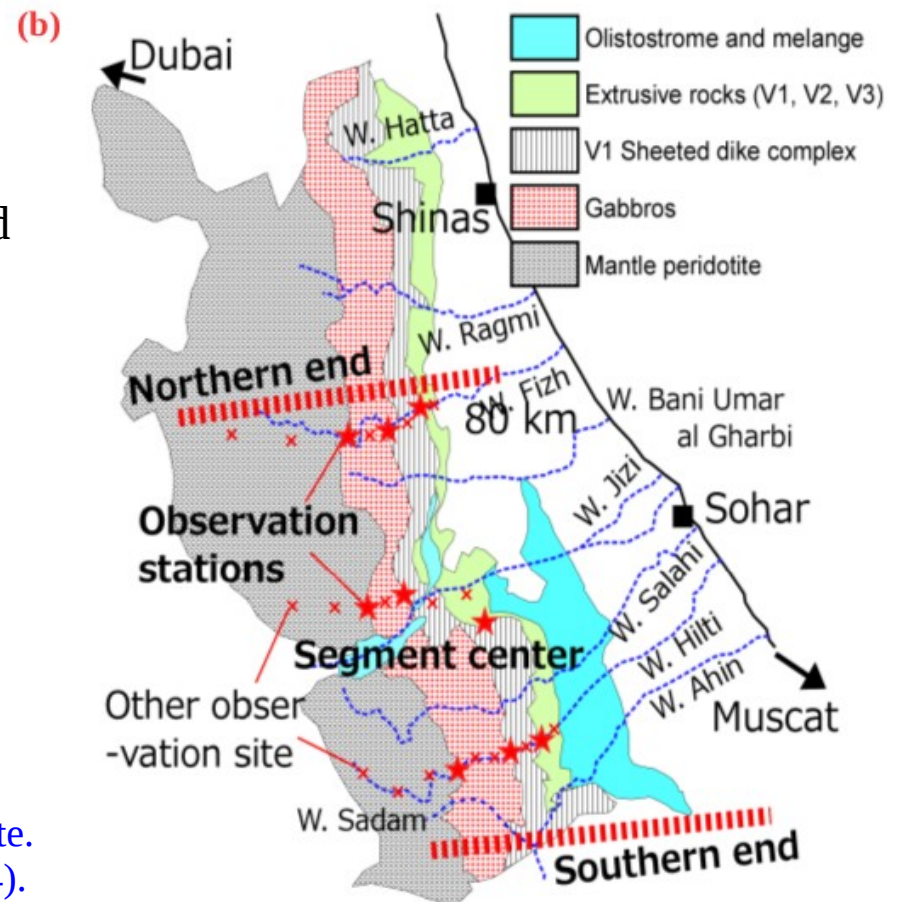 (b)
Dubai
Olistostrome and melange
Extrusive rocks (V1, V2, V3)
V1 Sheeted dike complex
Gabbros
Mantle peridotite
W. Hatta
Shinas
d
W. Ragmi
Northern end
W. Fizh
80 km
W. Bani Umar
al Gharbi
W. Jizi
Sohar
Observation
stations
W. Salahi
W. Hilti
Segment center
W. Ahin
Other obser
-vation site
Muscat
W. Sadam
Southern end
te.
).